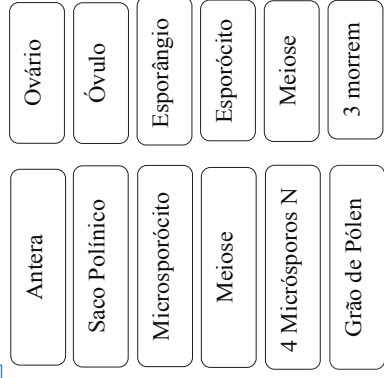 Ovário
Óvulo
Esporângio
Esporócito
Meiose
3 morrem
Antera
Saco Polínico
Microsporócito
Meiose
4 Micrósporos N
Grão de Pólen